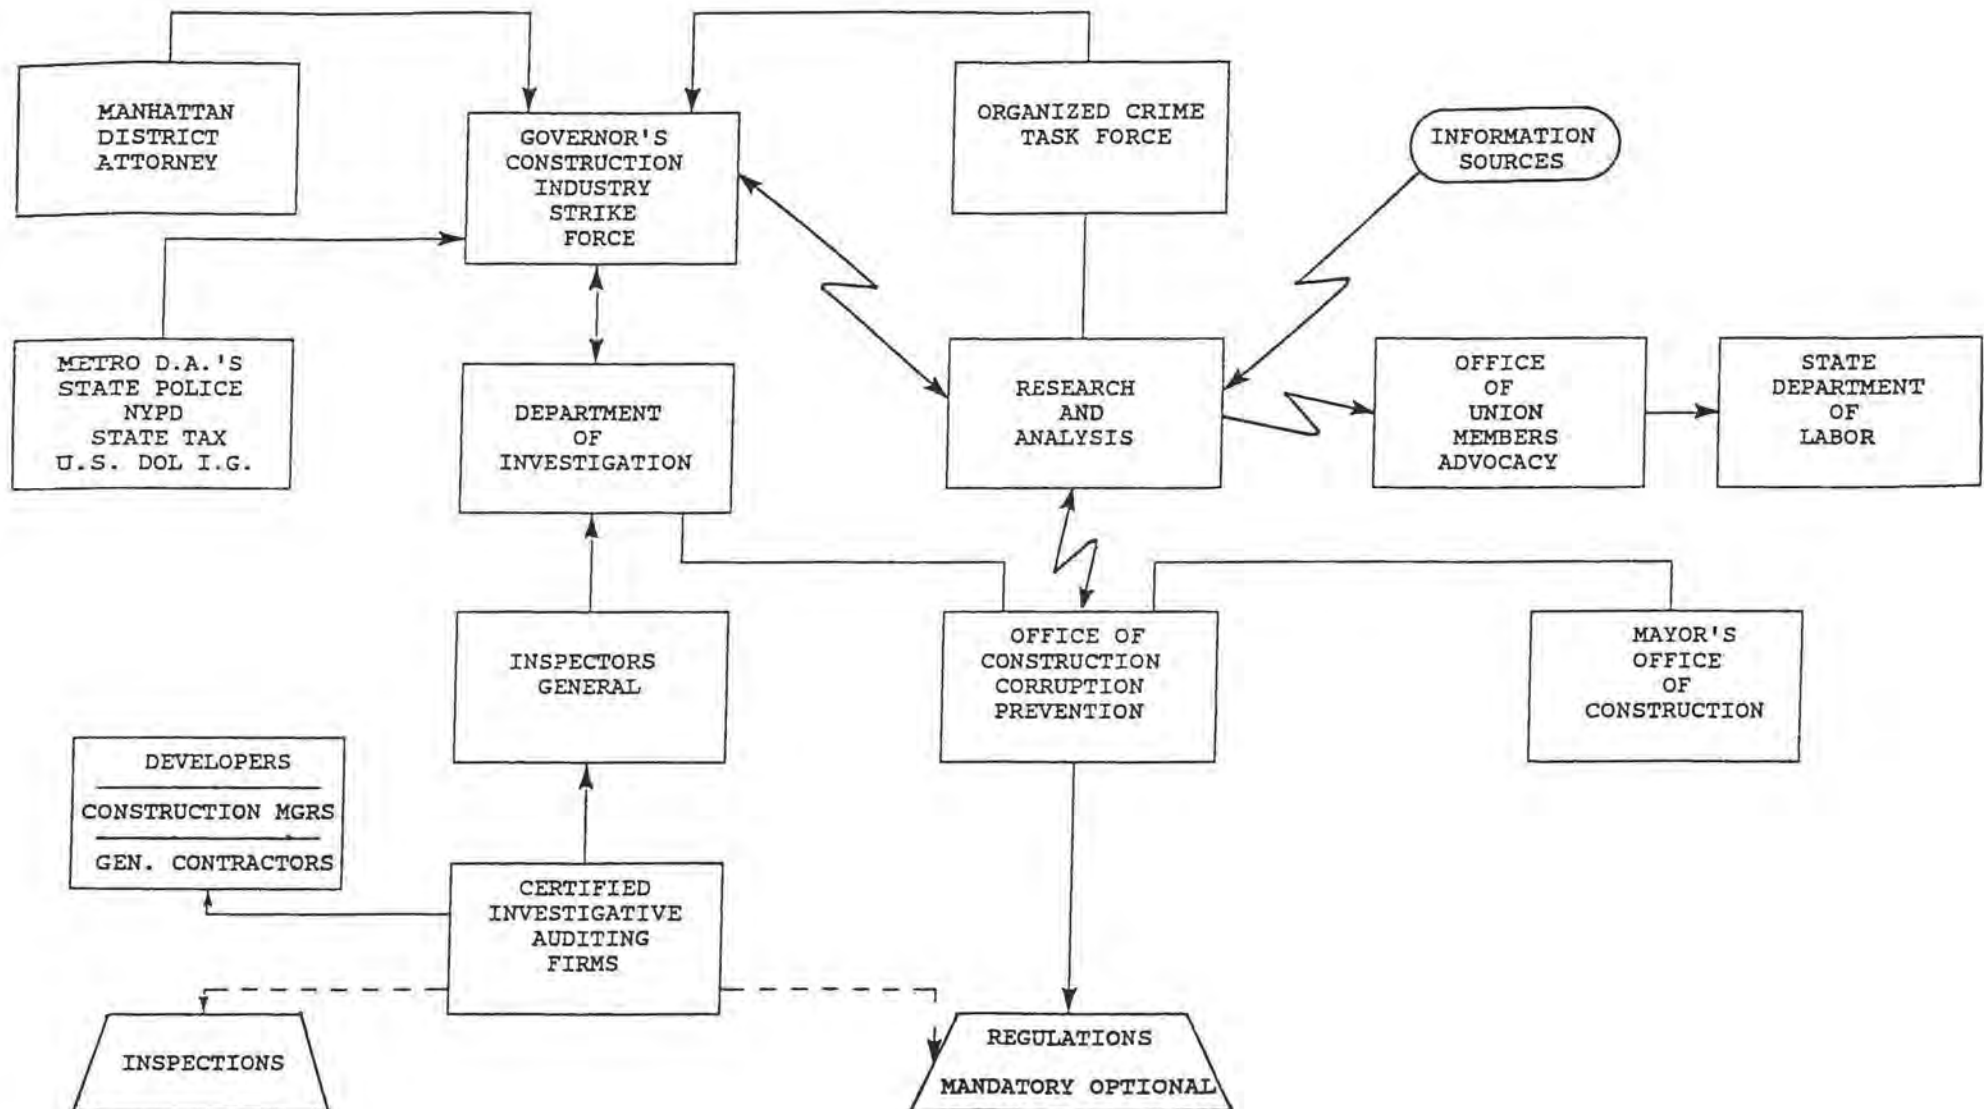 MANHATTAN
DISTRICT
ATTORNEY
GOVERNOR'S
CONSTRUCTION
INDUSTRY
STRIKE
FORCE
ORGANIZED CRIME
TASK FORCE
INFORMATION
SOURCES
METRO D.A.'S
STATE POLICE
NYPD
STATE TAX
U.S. DOL I.G.
DEPARTMENT
OF
INVESTIGATION
RESEARCH
AND
ANALYSIS
OFFICE
OF
UNION
MEMBERS
ADVOCACY
STATE
DEPARTMENT
OF
LABOR
INSPECTORS
GENERAL
OFFICE OF
CONSTRUCTION
CORRUPTION
PREVENTION
MAYOR'S
OFFICE
OF
CONSTRUCTION
DEVELOPERS
CONSTRUCTION MGRS
GEN. CONTRACTORS
CERTIFIED
INVESTIGATIVE
AUDITING
FIRMS
INSPECTIONS
REGULATIONS
MANDATORY OPTIONAL